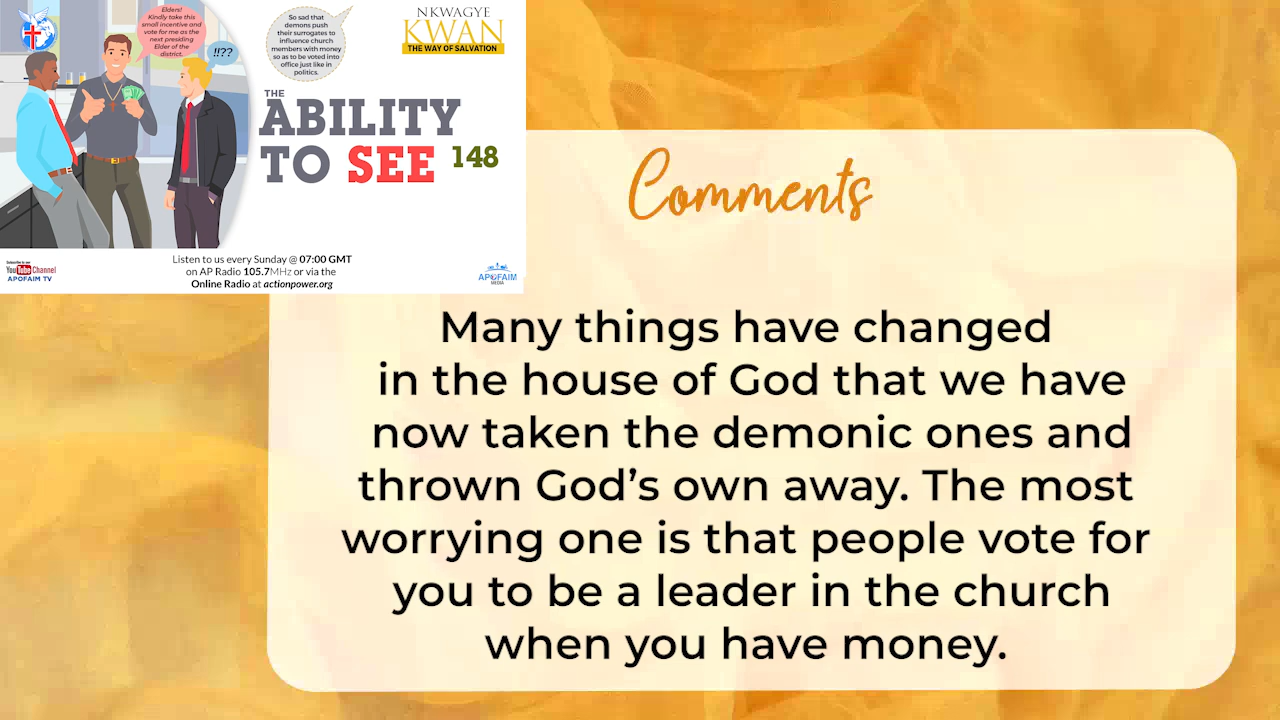 Elders!
Kindly take this
small incentive and
vote for me as the
next presiding
Elder of the
district.
!!??
So sad that
demons push
their surrogates to
influence church
members with money
so as to be voted into
office just like in
politics.
NKWAGYE
KWAN
THE WAY OF SALVATION
THE
ABILITY
TO SEE 148
Subscribe to our
YouTube Channel
APOFAIM TV
Listen to us every Sunday @ 07:00 GMT
on AP Radio 105.7MHz or via the
Online Radio at actionpower.org
APOFAIM
MEDIA
Comments
Many things have changed
in the house of God that we have
now taken the demonic ones and
thrown God’s own away. The most
worrying one is that people vote for
you to be a leader in the church
when you have money.